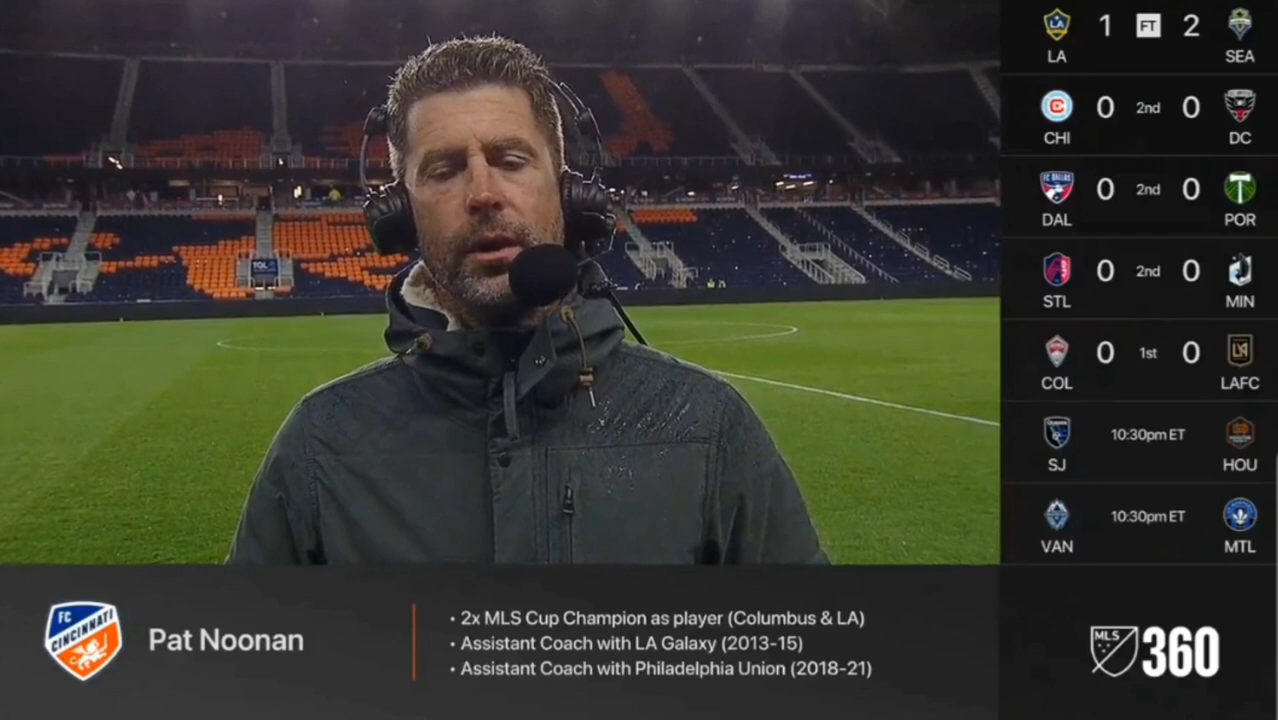 LA 1 FT 2 SEA
CHI 0 2nd 0 DC
FC DALLAS
DAL 0 2nd 0 POR
STL 0 2nd 0 MIN
COL 0 1st 0 LAFC
SJ 10:30pm ET HOU
VAN 10:30pm ET MTL
TQL
FC
CINCINNATI
Pat Noonan
• 2x MLS Cup Champion as player (Columbus & LA)
• Assistant Coach with LA Galaxy (2013-15)
• Assistant Coach with Philadelphia Union (2018-21)
MLS 360